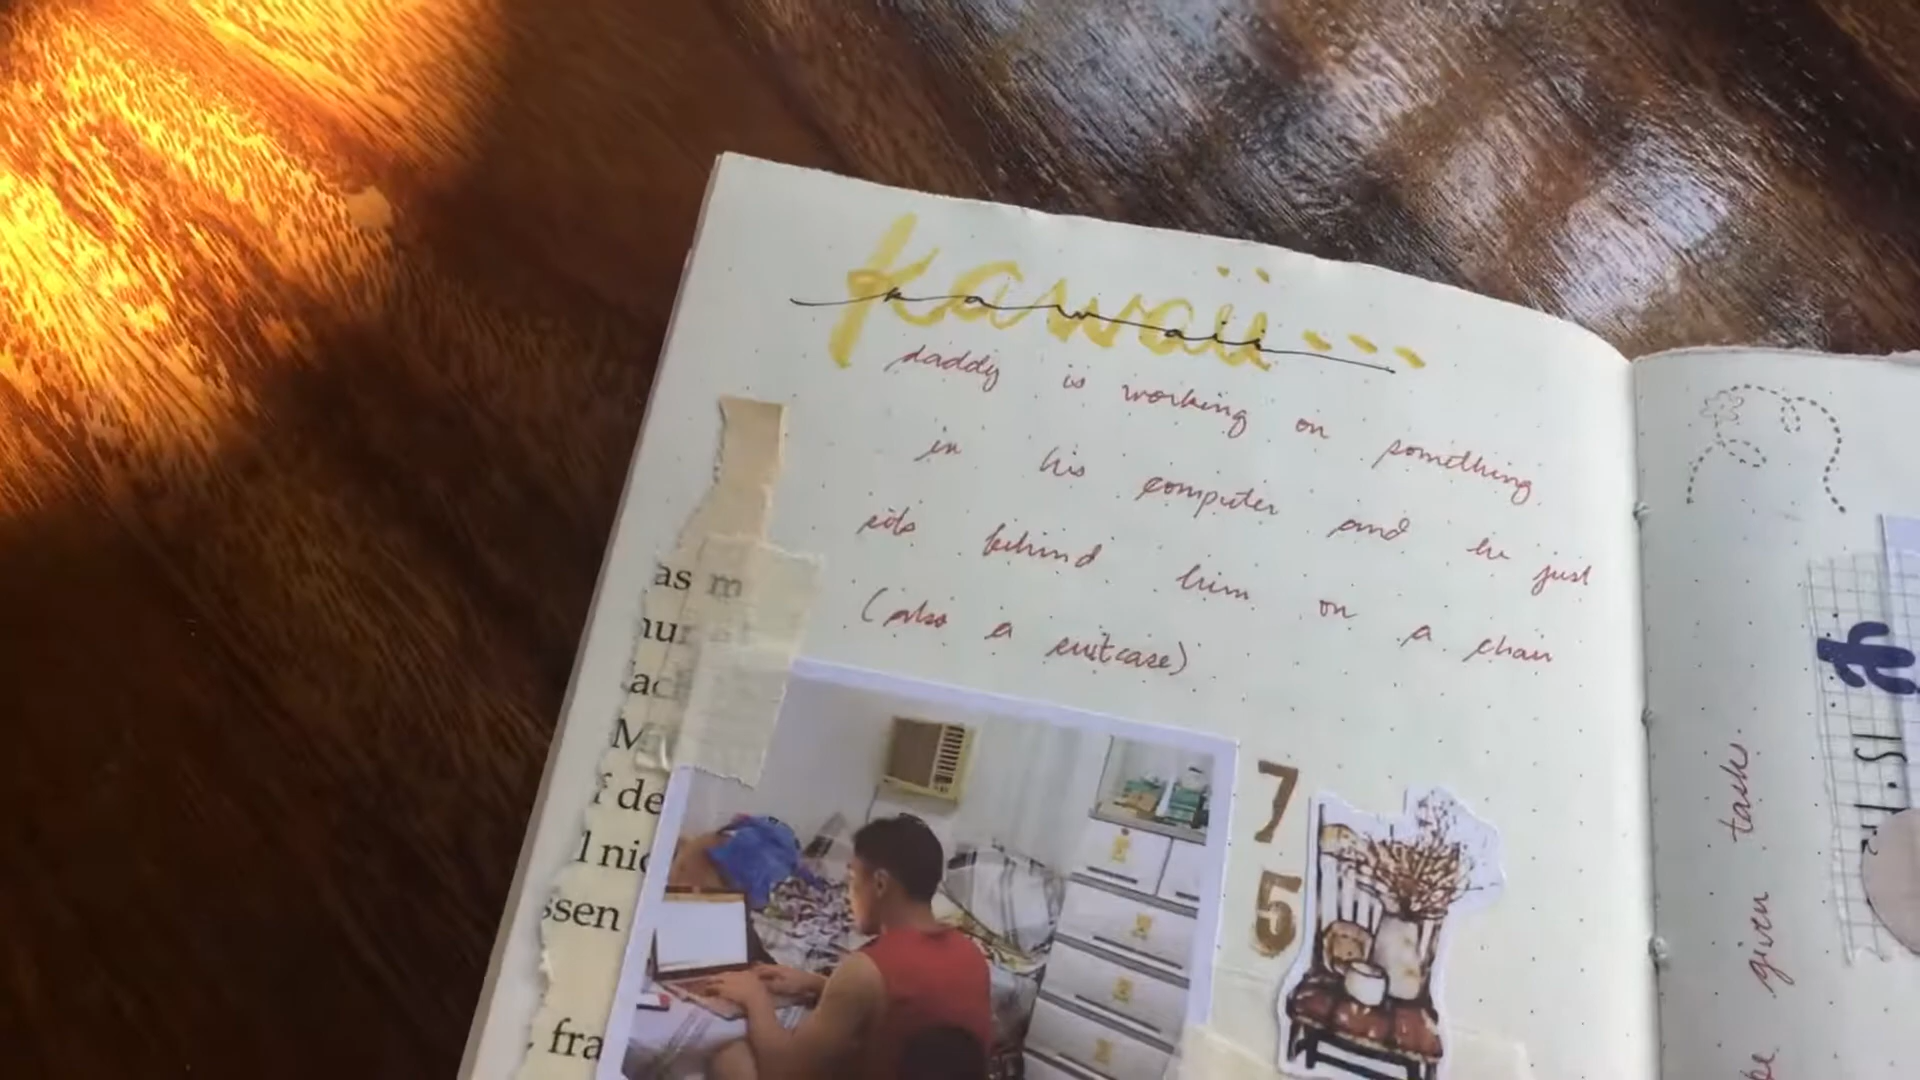 kawaii...
kawaii
daddy is working on something
in his computer and he just
sits behind him on a chair
(also a suitcase)
as m
M
f de
l nic
ssen
fra
7
5
given task.